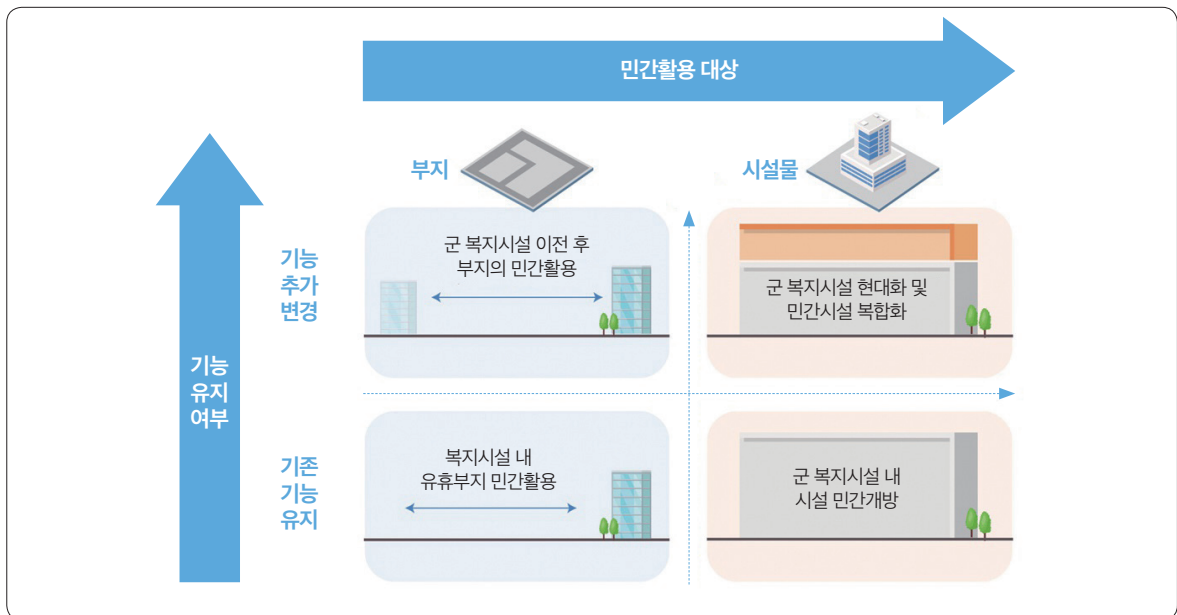 민간활용 대상
부지
시설물
기능
유지
여부
기능
추가
변경
군 복지시설 이전 후
부지의 민간활용
군 복지시설 현대화 및
민간시설 복합화
기존
기능
유지
복지시설 내
유휴부지 민간활용
군 복지시설 내
시설 민간개방